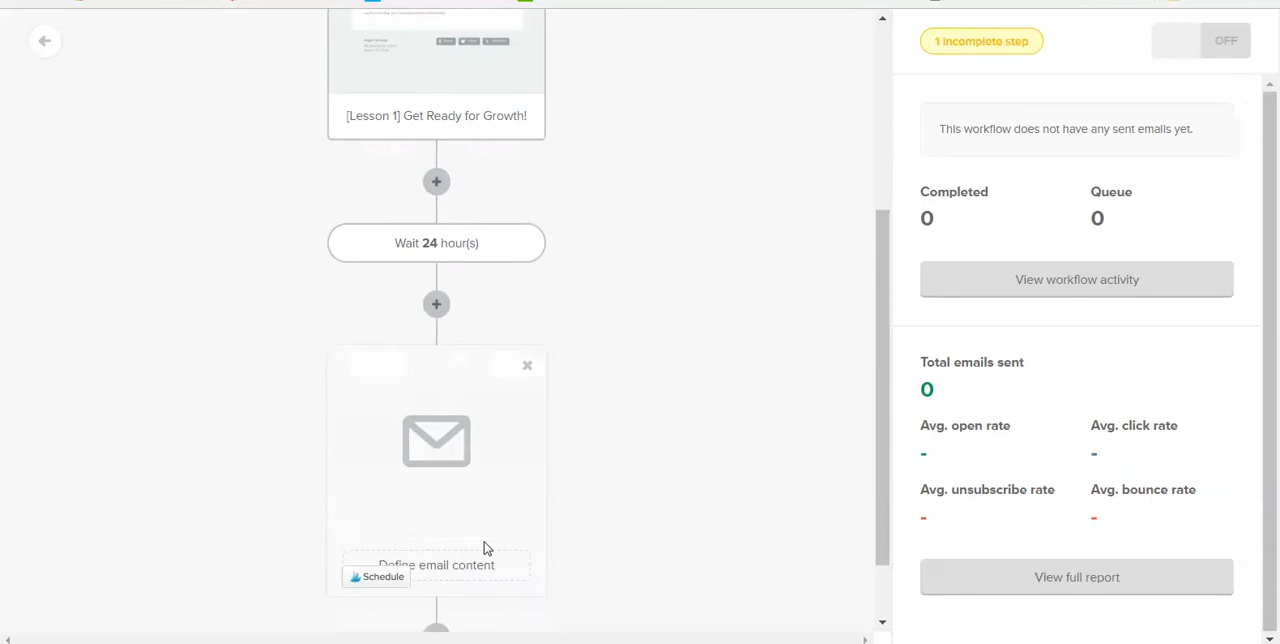 1 incomplete step
OFF
[Lesson 1] Get Ready for Growth!
This workflow does not have any sent emails yet.
Completed
Queue
0
0
Wait 24 hour(s)
View workflow activity
Total emails sent
0
Avg. open rate
Avg. click rate
-
-
Avg. unsubscribe rate
Avg. bounce rate
-
-
Define email content
Schedule
View full report